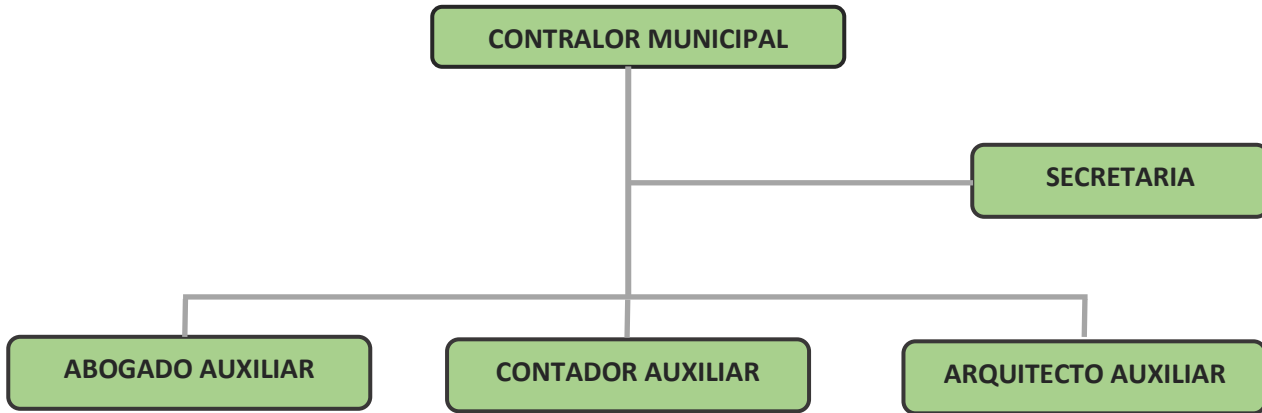 CONTRALOR MUNICIPAL
SECRETARIA
ABOGADO AUXILIAR
CONTADOR AUXILIAR
ARQUITECTO AUXILIAR